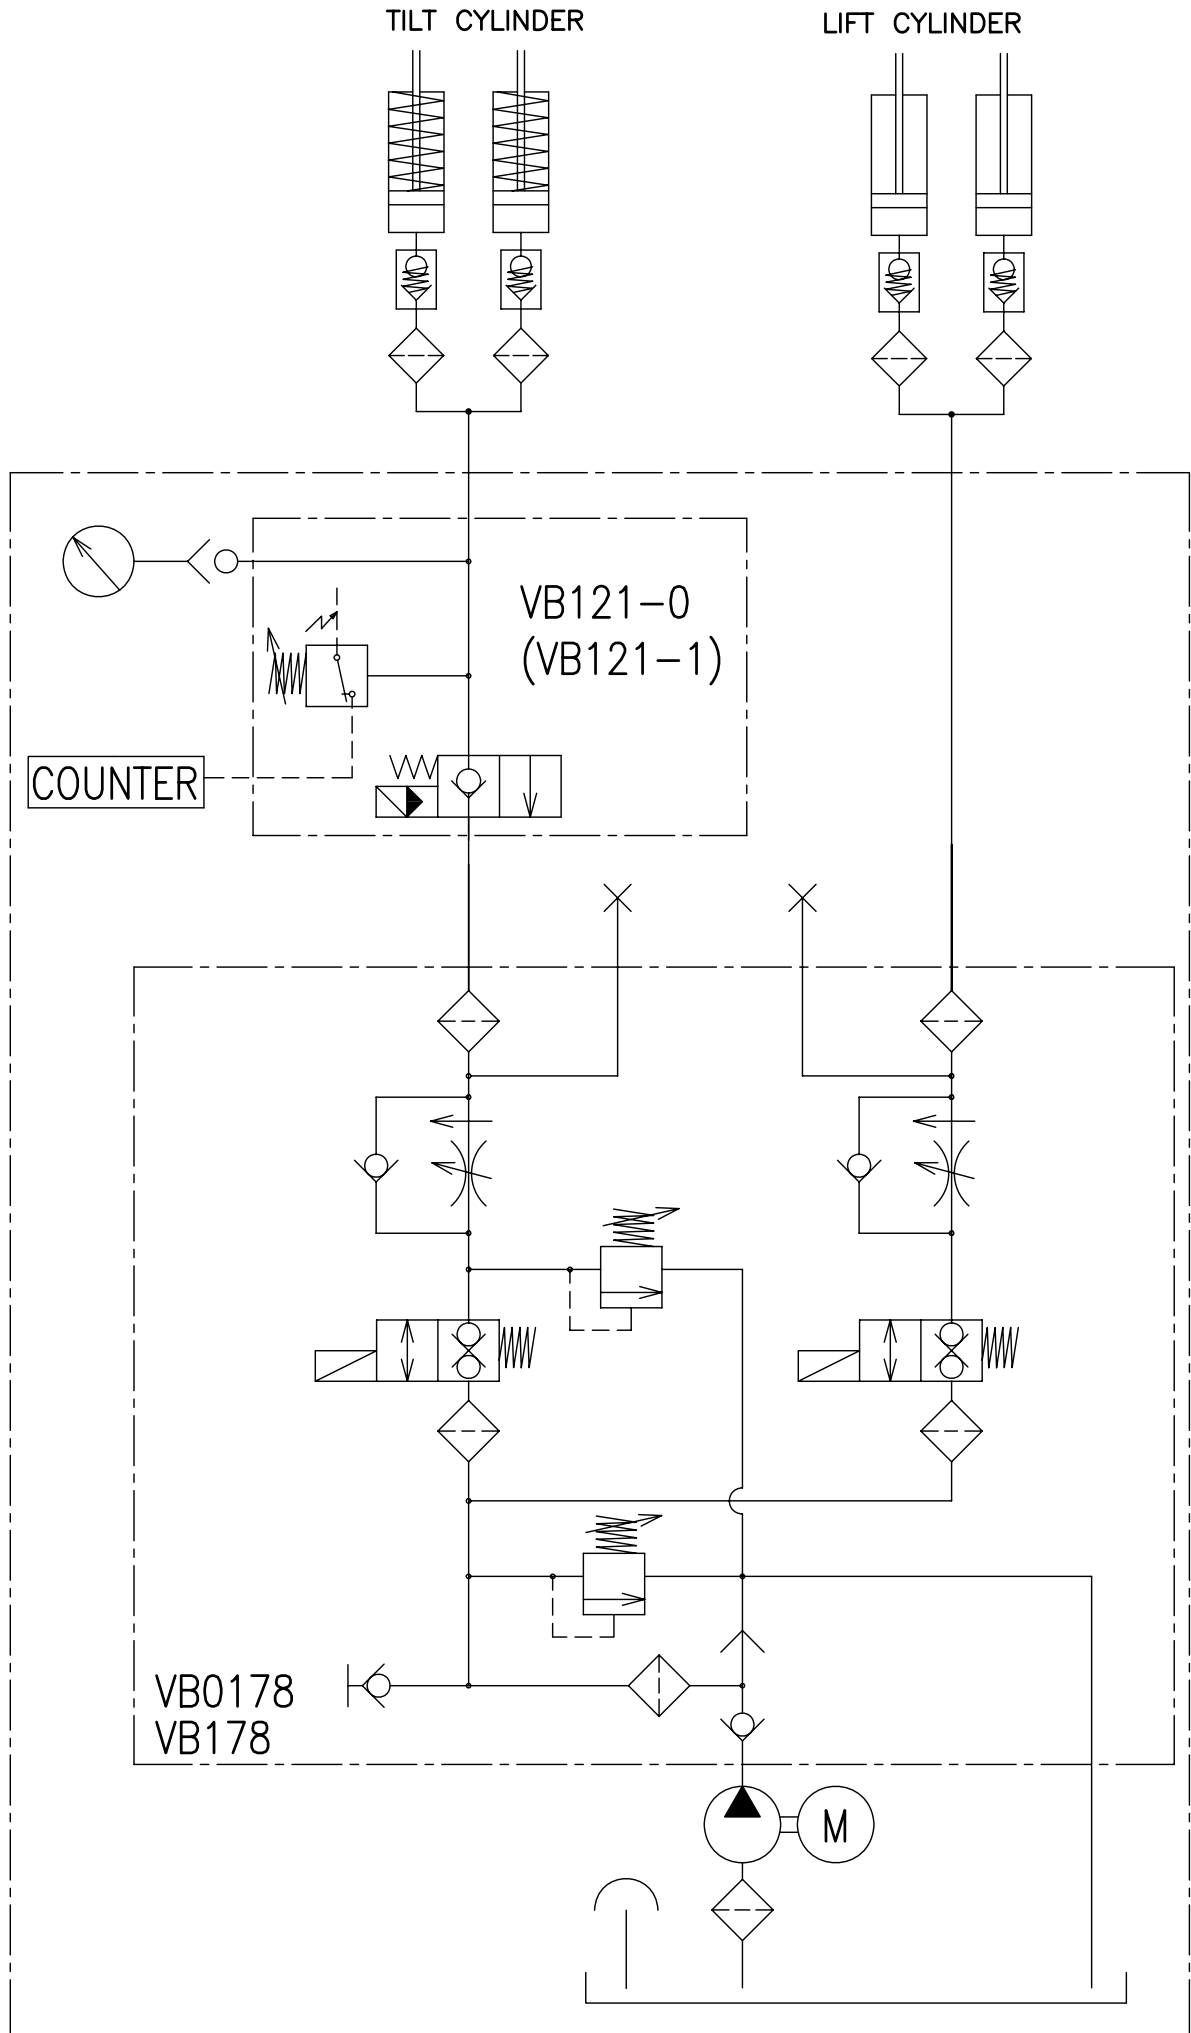 TILT CYLINDER
LIFT CYLINDER
VB121-0
(VB121-1)
COUNTER
VB0178
VB178
M